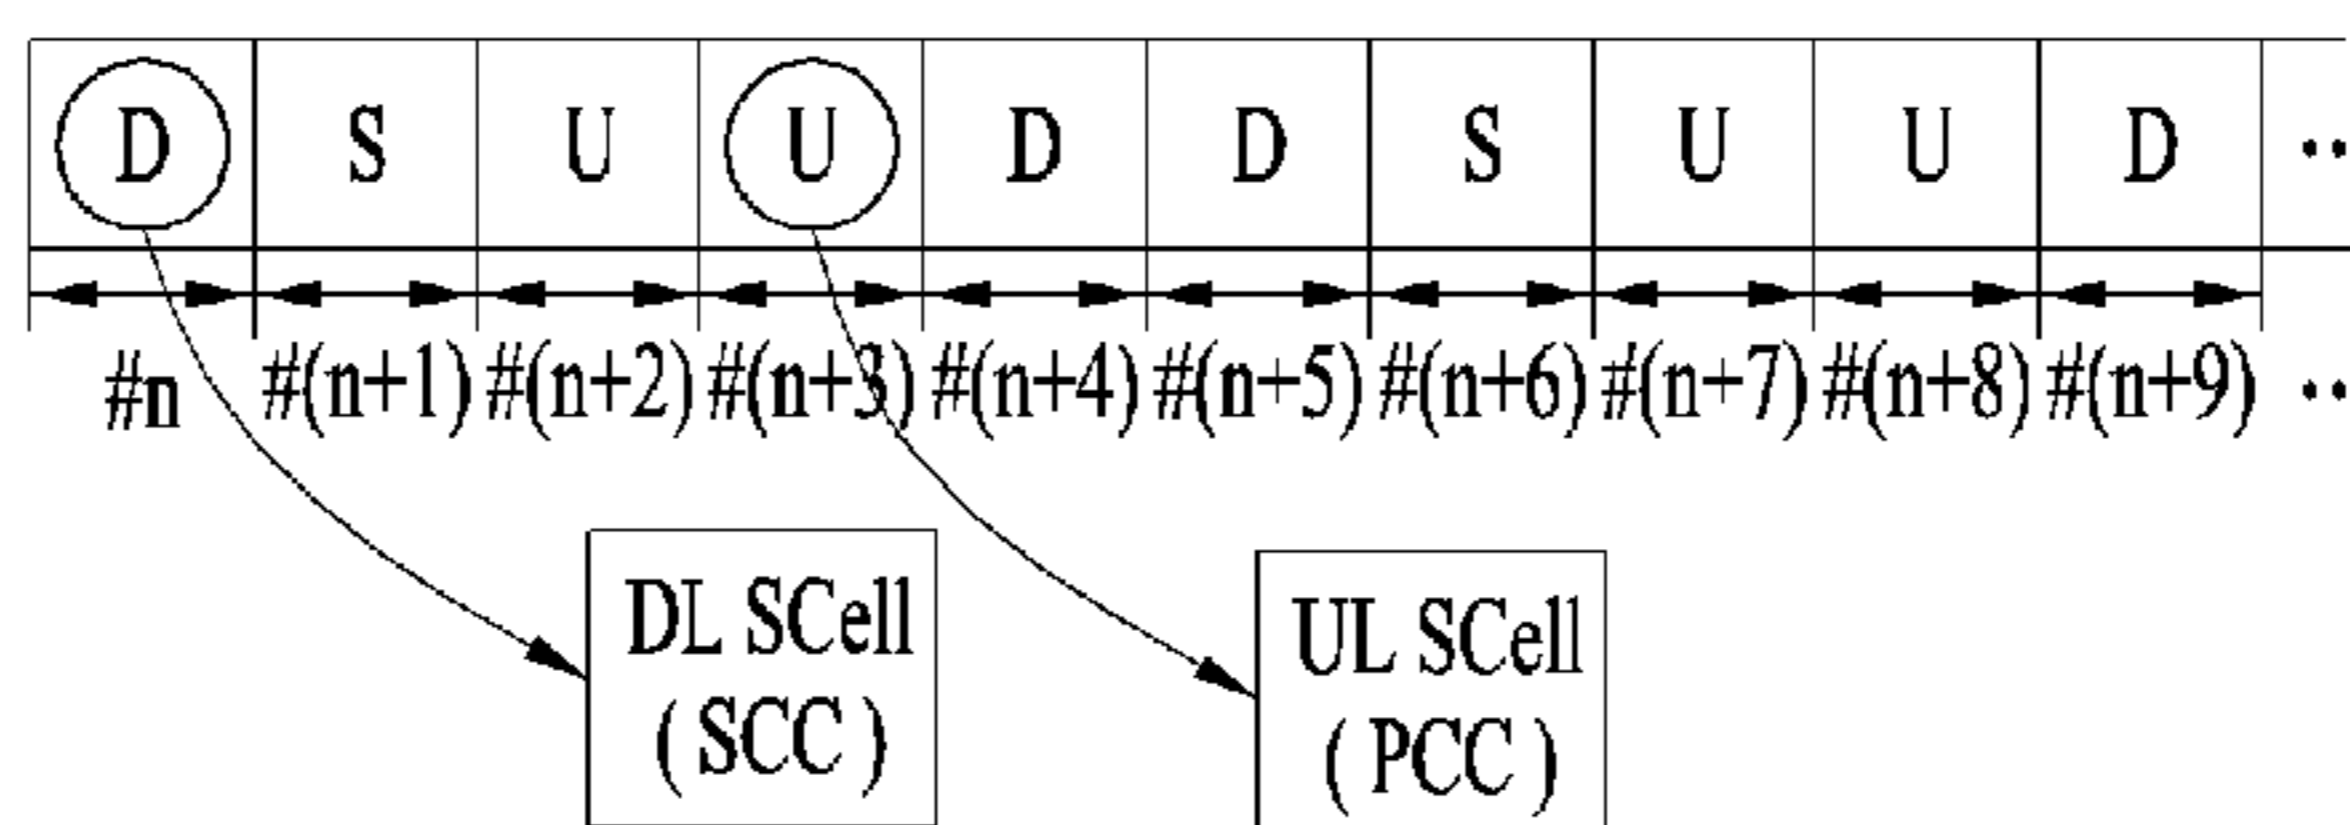 D S U U D D S U U D ..
#n #(n+1) #(n+2) #(n+3) #(n+4) #(n+5) #(n+6) #(n+7) #(n+8) #(n+9) ..
DL SCell
( SCC )
UL SCell
( PCC )